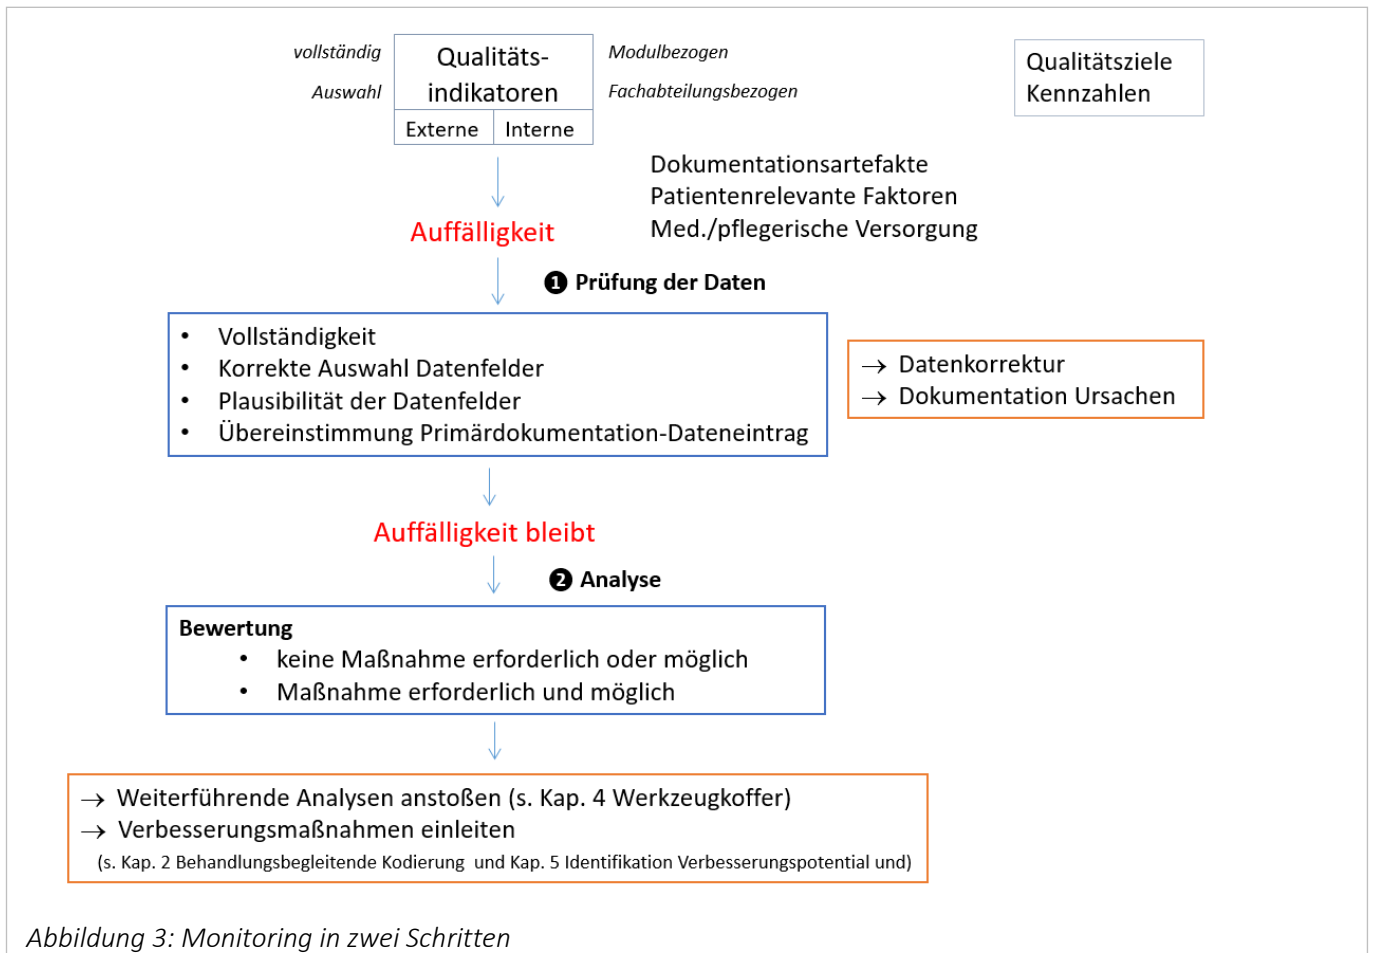 vollständig
Auswahl
Qualitäts-
indikatoren
Externe
Interne
Modulbezogen
Fachabteilungsbezogen
Qualitätsziele
Kennzahlen
Dokumentationsartefakte
Patientenrelevante Faktoren
Med./pflegerische Versorgung
Auffälligkeit
❶ Prüfung der Daten
• Vollständigkeit
• Korrekte Auswahl Datenfelder
• Plausibilität der Datenfelder
• Übereinstimmung Primärdokumentation-Dateneintrag
→ Datenkorrektur
→ Dokumentation Ursachen
Auffälligkeit bleibt
❷ Analyse
Bewertung
• keine Maßnahme erforderlich oder möglich
• Maßnahme erforderlich und möglich
→ Weiterführende Analysen anstoßen (s. Kap. 4 Werkzeugkoffer)
→ Verbesserungsmaßnahmen einleiten
(s. Kap. 2 Behandlungsbegleitende Kodierung und Kap. 5 Identifikation Verbesserungspotential und)
Abbildung 3: Monitoring in zwei Schritten